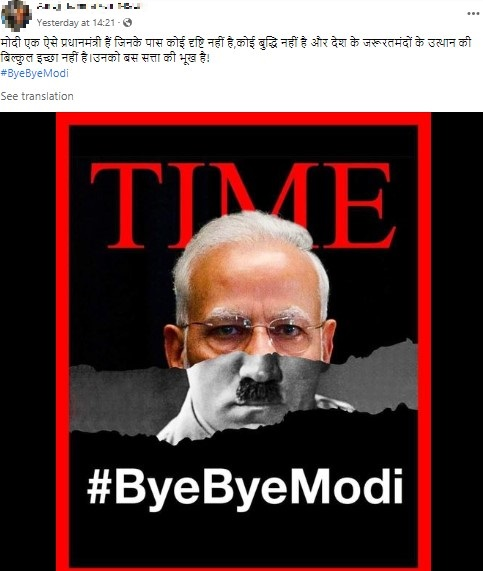 Yesterday at 14:21 ·
मोदी एक ऐसे प्रधानमंत्री हैं जिनके पास कोई दृष्टि नहीं है,कोई बुद्धि नहीं है और देश के जरूरतमंदों के उत्थान की
बिल्कुत इच्छा नहीं है।उनको बस सत्ता की भूख है।
#ByeByeModi
See translation
TIME
#ByeByeModi